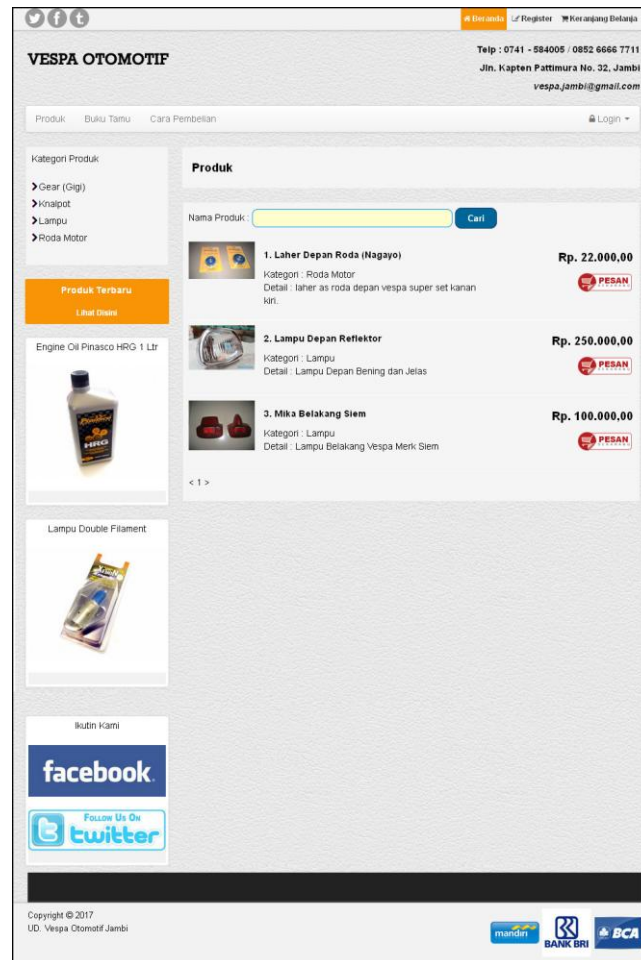 Beranda Register Keranjang Belanja
VESPA OTOMOTIF
Telp : 0741 - 584005 / 0852 6666 7711
Jln. Kapten Pattimura No. 32, Jambi
vespa.jambi@gmail.com
Produk Buku Tamu Cara Pembelian Login
Kategori Produk
Gear (Gigi)
Knalpot
Lampu
Roda Motor
Produk Terbaru
Lihat Disini
Engine Oil Pinasco HRG 1 Ltr
HRG
Lampu Double Filament
Ikutin Kami
facebook
Follow Us On
twitter
Produk
Nama Produk : Cari
1. Laher Depan Roda (Nagayo)
Kategori : Roda Motor
Detail : laher as roda depan vespa super set kanan
kiri.
Rp. 22.000,00
PESAN
2. Lampu Depan Reflektor
Kategori : Lampu
Detail : Lampu Depan Bening dan Jelas
Rp. 250.000,00
PESAN
3. Mika Belakang Siem
Kategori : Lampu
Detail : Lampu Belakang Vespa Merk Siem
Rp. 100.000,00
PESAN
< 1 >
Copyright © 2017
UD. Vespa Otomotif Jambi
mandiri
BANK BRI
BCA